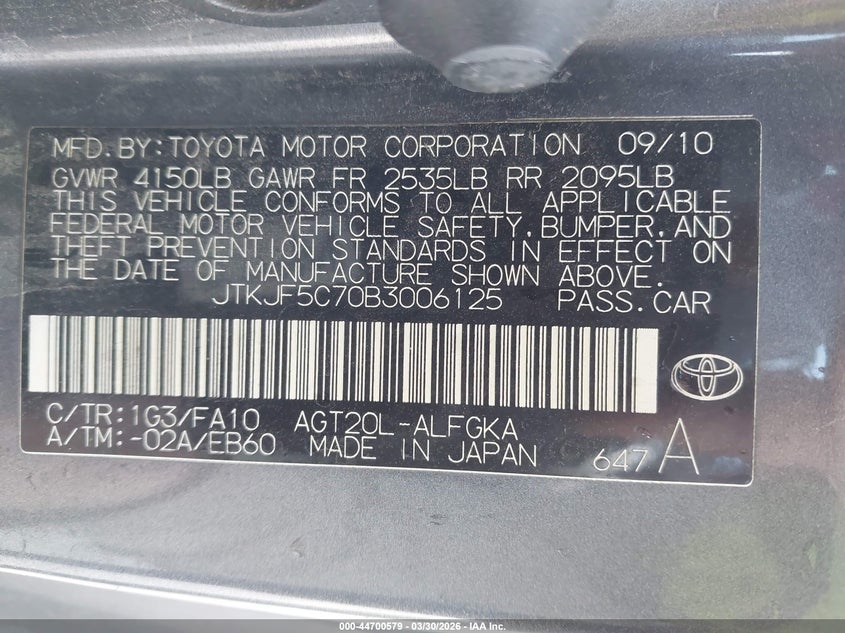 MFD.BY:TOYOTA MOTOR CORPORATION 09/10
GVWR 4150LB GAWR FR 2535LB RR 2095LB
THIS VEHICLE CONFORMS TO ALL APPLICABLE
FEDERAL MOTOR VEHICLE SAFETY,BUMPER,AND
THEFT PREVENTION STANDARDS IN EFFECT ON
THE DATE OF MANUFACTURE SHOWN ABOVE.
JTKJF5C70B3006125 PASS.CAR
C/TR:1G3/FA10 AGT20L-ALFGKA
A/TM:-02A/EB60 MADE IN JAPAN 647 A
000-44700579 - 03/30/2026 - IAA Inc.